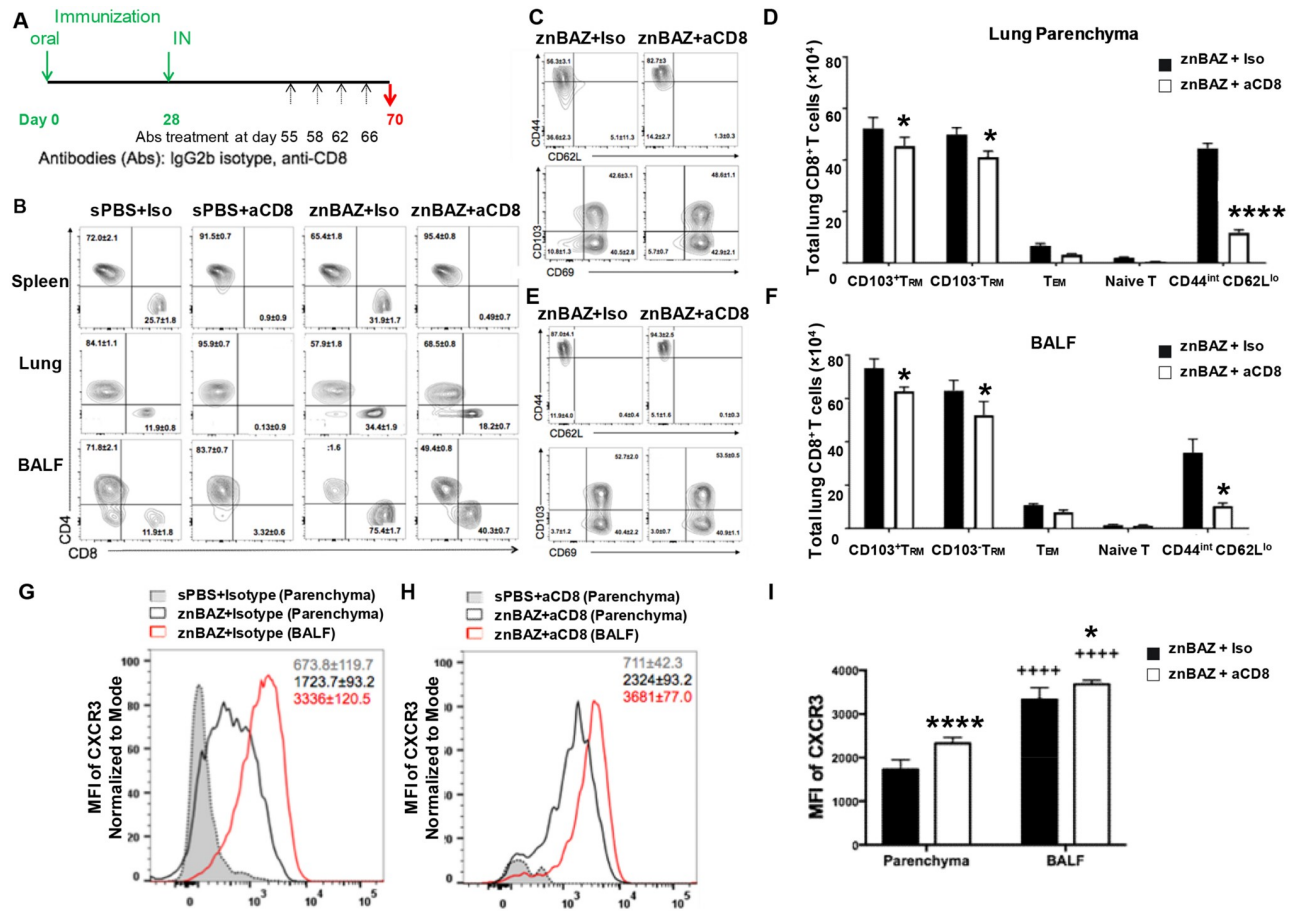 A
Immunization
oral IN
Day 0 28 70
Abs treatment at day 55 58 62 66
Antibodies (Abs): IgG2b isotype, anti-CD8
B
sPBS+Iso sPBS+aCD8 znBAZ+Iso znBAZ+aCD8
Spleen
72.0±2.1 91.5±0.7 65.4±1.8 95.4±0.8
25.7±1.8 0.9±0.9 31.9±1.7 0.49±0.7
Lung
84.1±1.1 95.9±0.7 57.9±1.8 68.5±0.8
11.9±0.8 0.13±0.9 34.4±1.9 18.2±0.7
BALF
71.8±2.1 83.7±0.7 :1.6 49.4±0.8
11.9±1.8 3.32±0.6 75.4±1.7 40.3±0.7
CD4
CD8
C
znBAZ+Iso znBAZ+aCD8
56.3±3.1 82.7±3
36.6±2.3 5.1±11.3 14.2±2.7 1.3±0.3
CD44
CD62L
42.8±3.1 48.6±1.1
10.8±1.3 40.5±2.8 5.7±0.7 42.9±2.1
CD103
CD69
D
Lung Parenchyma
znBAZ + Iso
znBAZ + aCD8
Total lung CD8+ T cells (×10⁴)
80
60
40
20
0
* * ****
CD103+TRM CD103-TRM TEM Naive T CD44int CD62Llo
E
znBAZ+Iso znBAZ+aCD8
87.0±4.1 94.3±2.5
11.9±4.0 0.4±0.4 5.1±1.6 0.1±0.3
CD44
CD62L
52.7±2.0 53.5±0.5
3.7±1.2 40.4±2.2 3.0±0.7 40.9±1.1
CD103
CD69
F
BALF
znBAZ + Iso
znBAZ + aCD8
Total lung CD8+ T cells (×10⁴)
80
60
40
20
0
* * *
CD103+TRM CD103-TRM TEM Naive T CD44int CD62Llo
G
sPBS+Isotype (Parenchyma)
znBAZ+Isotype (Parenchyma)
znBAZ+Isotype (BALF)
673.8±119.7
1723.7±93.2
3336±120.5
MFI of CXCR3
Normalized to Mode
100
80
60
40
20
0
0 10³ 10⁴ 10⁵
H
sPBS+aCD8 (Parenchyma)
znBAZ+aCD8 (Parenchyma)
znBAZ+aCD8 (BALF)
711±42.3
2324±93.2
3681±77.0
MFI of CXCR3
Normalized to Mode
100
80
60
40
20
0
0 10³ 10⁴ 10⁵
I
znBAZ + Iso
znBAZ + aCD8
MFI of CXCR3
4000
3000
2000
1000
0
****
++++
*
++++
Parenchyma BALF